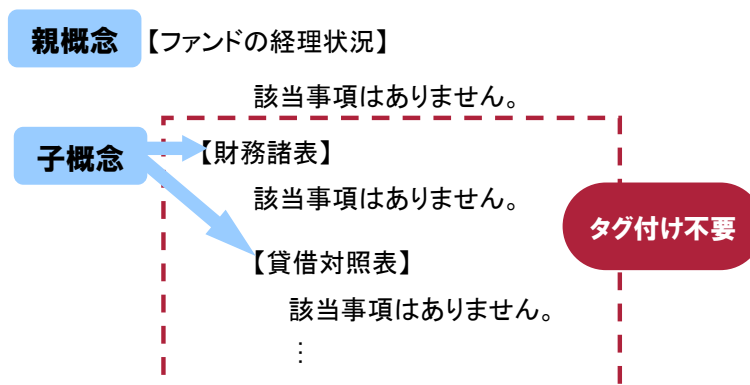 親概念 【ファンドの経理状況】
該当事項はありません。
子概念 【財務諸表】
該当事項はありません。
タグ付け不要
【貸借対照表】
該当事項はありません。
⋮